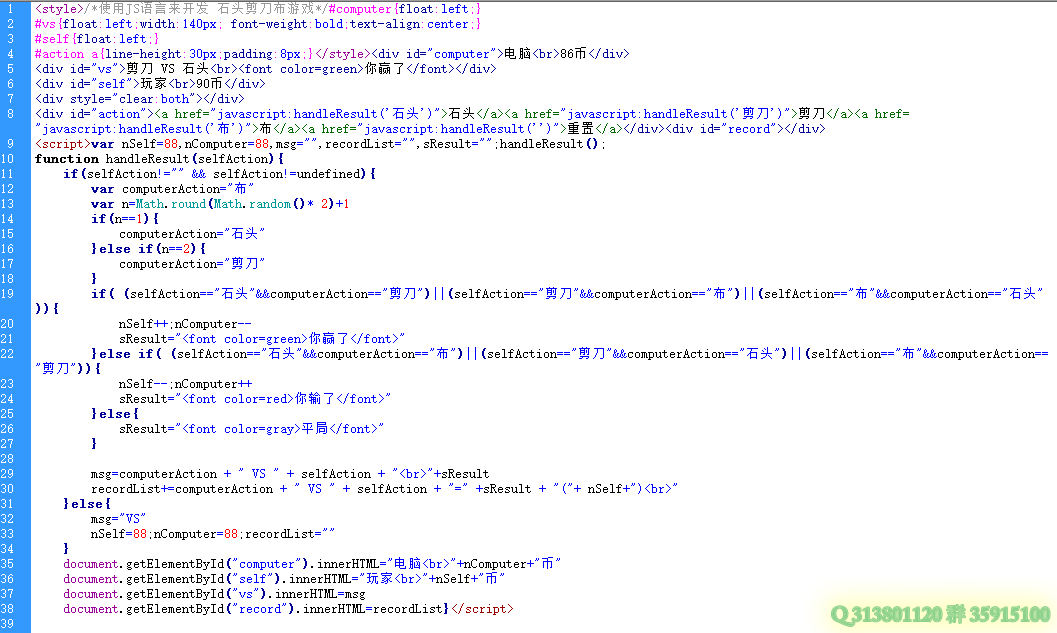 1 <style>/*使用JS语言来开发 石头剪刀布游戏*/#computer{float:left;}
2 #vs{float:left;width:140px; font-weight:bold;text-align:center;}
3 #self{float:left;}
4 #action a{line-height:30px;padding:8px;}</style><div id="computer">电脑<br>86币</div>
5 <div id="vs">剪刀 VS 石头<br><font color=green>你赢了</font></div>
6 <div id="self">玩家<br>90币</div>
7 <div style="clear:both"></div>
8 <div id="action"><a href="javascript:handleResult('石头')">石头</a><a href="javascript:handleResult('剪刀')">剪刀</a><a href=
"javascript:handleResult('布')">布</a><a href="javascript:handleResult('')">重置</a></div><div id="record"></div>
9 <script>var nSelf=88,nComputer=88,msg="",recordList="",sResult="";handleResult();
10 function handleResult(selfAction){
11 if(selfAction!="" && selfAction!=undefined){
12 var computerAction="布"
13 var n=Math.round(Math.random()* 2)+1
14 if(n==1){
15 computerAction="石头"
16 }else if(n==2){
17 computerAction="剪刀"
18 }
19 if( (selfAction=="石头"&&computerAction=="剪刀")||(selfAction=="剪刀"&&computerAction=="布")||(selfAction=="布"&&computerAction=="石头"
)){
20 nSelf++;nComputer--
21 sResult="<font color=green>你赢了</font>"
22 }else if( (selfAction=="石头"&&computerAction=="布")||(selfAction=="剪刀"&&computerAction=="石头")||(selfAction=="布"&&computerAction==
"剪刀")){
23 nSelf--;nComputer++
24 sResult="<font color=red>你输了</font>"
25 }else{
26 sResult="<font color=gray>平局</font>"
27 }
28
29 msg=computerAction + " VS " + selfAction + "<br>"+sResult
30 recordList+=computerAction + " VS " + selfAction + "=" +sResult + "("+ nSelf+")<br>"
31 }else{
32 msg="VS"
33 nSelf=88;nComputer=88;recordList=""
34 }
35 document.getElementById("computer").innerHTML="电脑<br>"+nComputer+"币"
36 document.getElementById("self").innerHTML="玩家<br>"+nSelf+"币"
37 document.getElementById("vs").innerHTML=msg
38 document.getElementById("record").innerHTML=recordList}</script>
39
Q313801120 群35915100